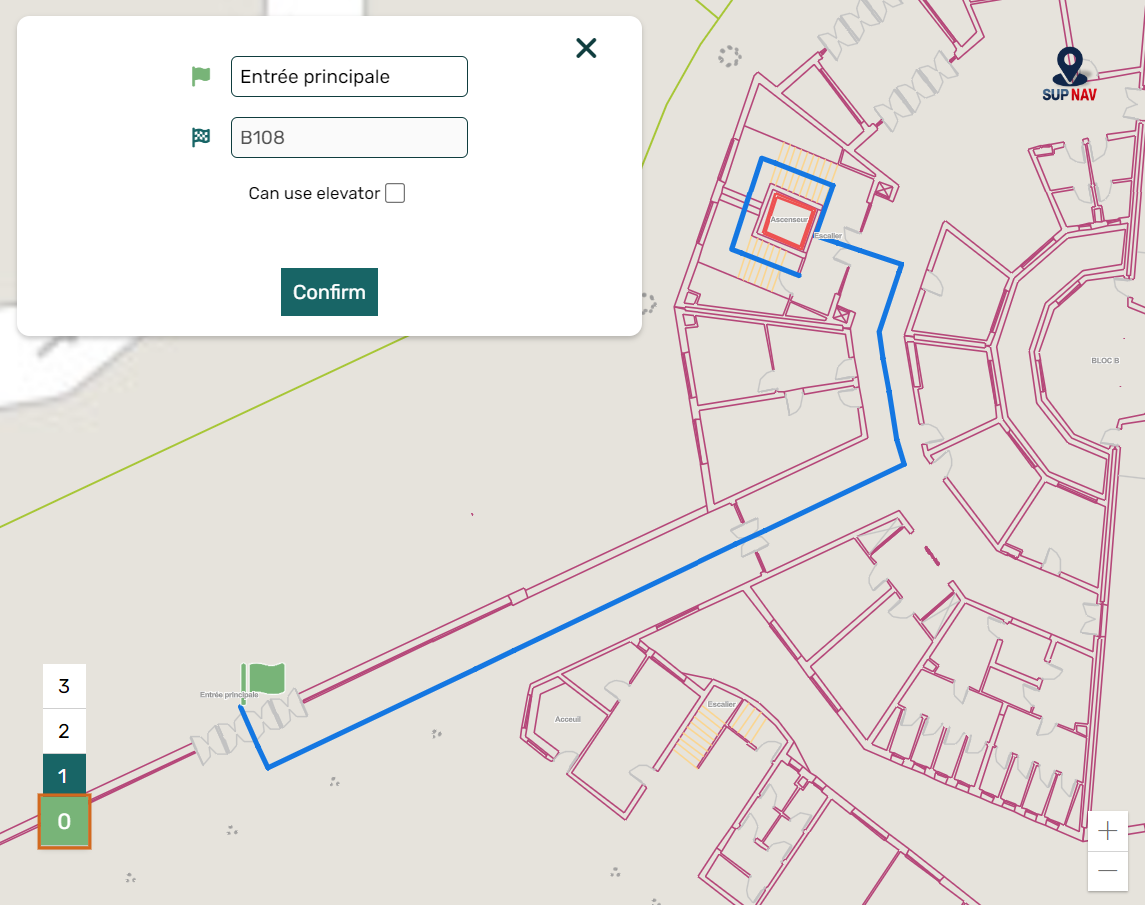 Entrée principale
B108
Can use elevator
Confirm
SUP NAV
Ascenseur
Escalier
BLOC B
3
2
1
0
Entrée principale
Acceuil
Escalier
+
−